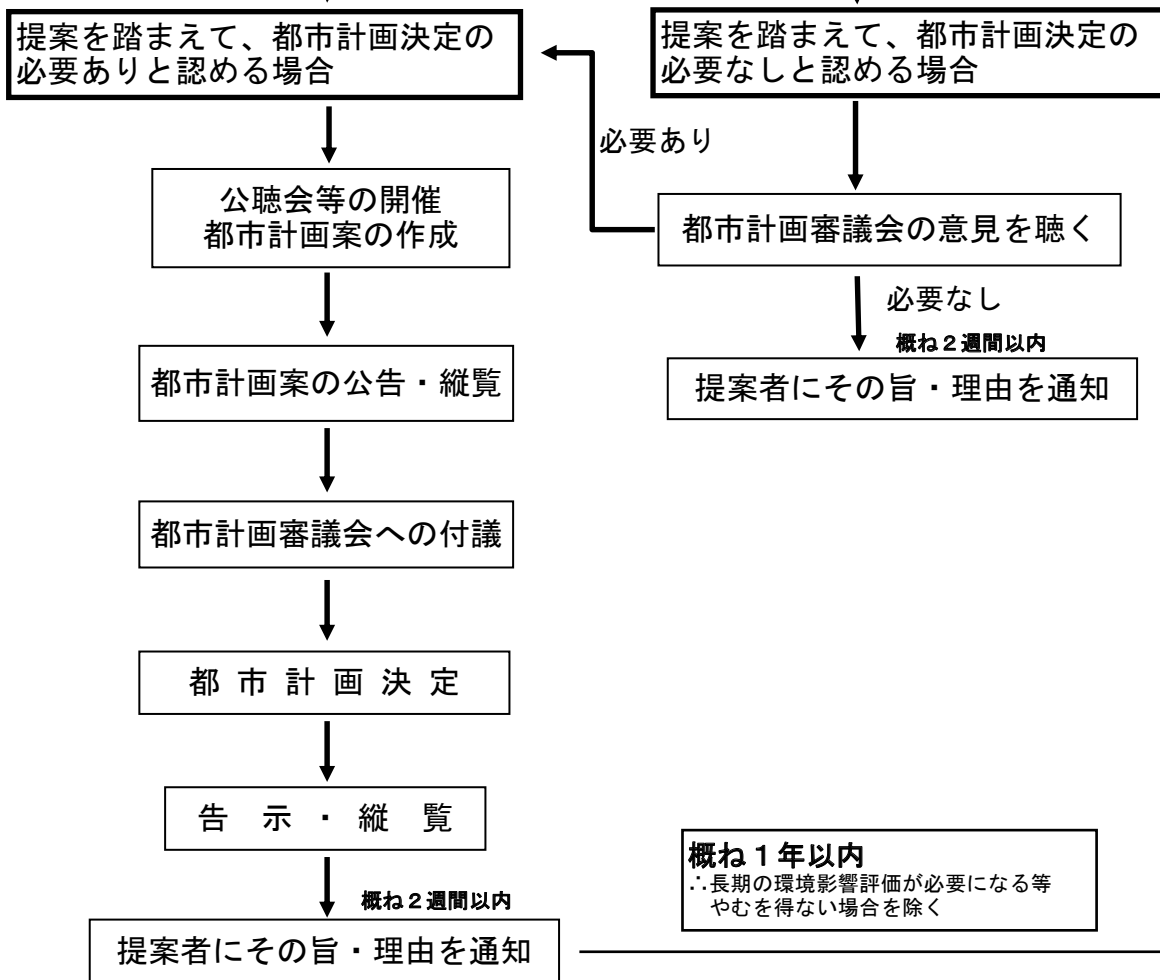 提案を踏まえて、都市計画決定の
必要ありと認める場合
提案を踏まえて、都市計画決定の
必要なしと認める場合
必要あり
公聴会等の開催
都市計画案の作成
都市計画審議会の意見を聴く
必要なし
概ね２週間以内
都市計画案の公告・縦覧
提案者にその旨・理由を通知
都市計画審議会への付議
都 市 計 画 決 定
告 示 ・ 縦 覧
概ね１年以内
∴長期の環境影響評価が必要になる等
やむを得ない場合を除く
概ね２週間以内
提案者にその旨・理由を通知